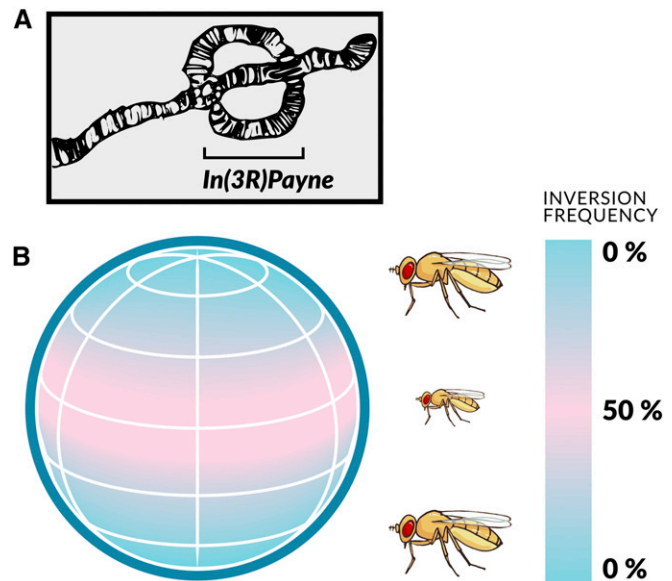 A
In(3R)Payne
B
INVERSION
FREQUENCY
0 %
50 %
0 %